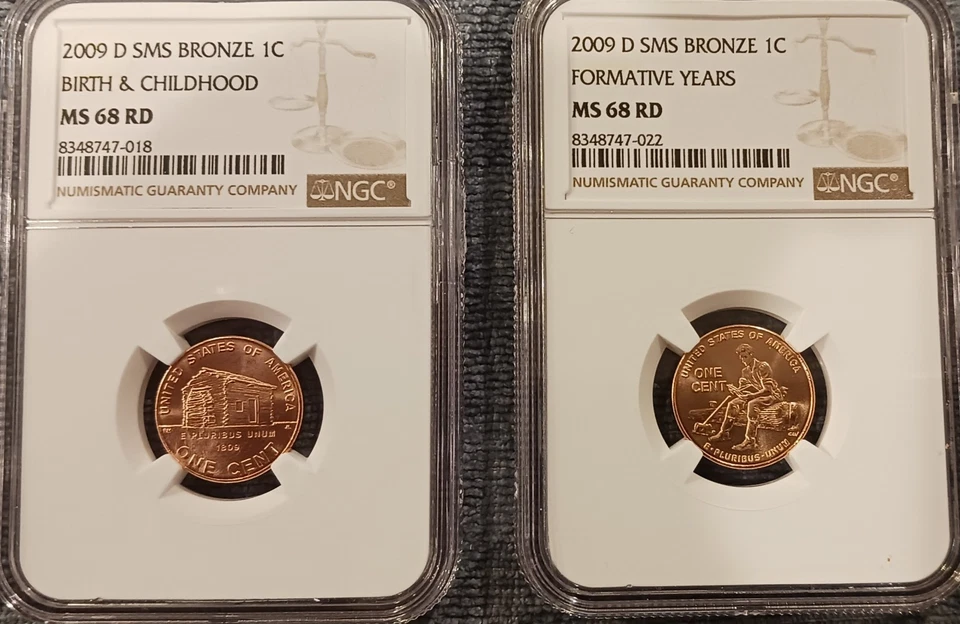 2009 D SMS BRONZE 1C
BIRTH & CHILDHOOD
MS 68 RD
8348747-018
NUMISMATIC GUARANTY COMPANY
NGC®
UNITED STATES OF AMERICA
E PLURIBUS UNUM
1809
ONE CENT
2009 D SMS BRONZE 1C
FORMATIVE YEARS
MS 68 RD
8348747-022
NUMISMATIC GUARANTY COMPANY
NGC®
UNITED STATES OF AMERICA
ONE
CENT
E·PLURIBUS·UNUM